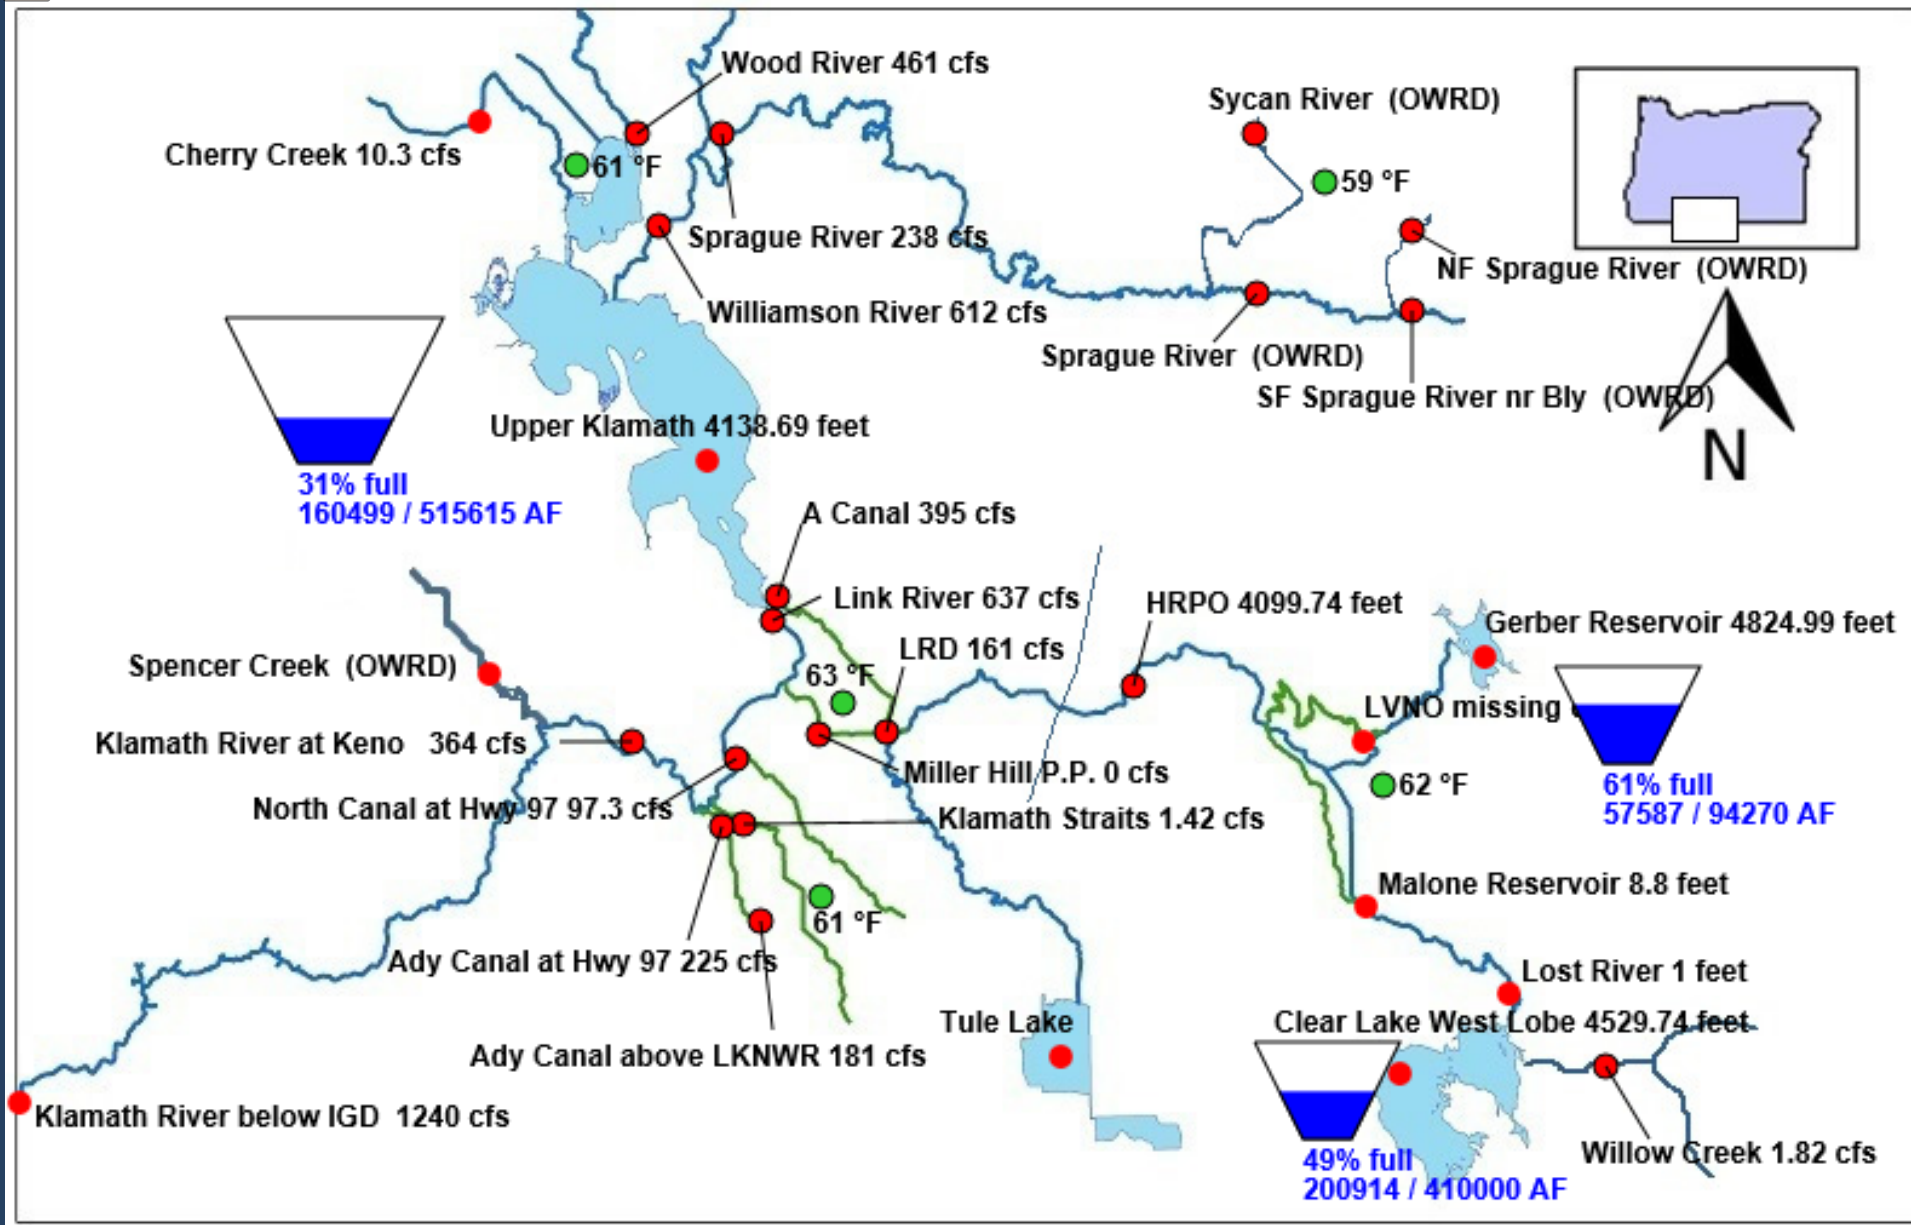 Wood River 461 cfs
Sycan River (OWRD)
Cherry Creek 10.3 cfs
61 °F
59 °F
Sprague River 238 cfs
NF Sprague River (OWRD)
Williamson River 612 cfs
Sprague River (OWRD)
SF Sprague River nr Bly (OWRD)
N
Upper Klamath 4138.69 feet
31% full
160499 / 515615 AF
A Canal 395 cfs
Link River 637 cfs
HRPO 4099.74 feet
Gerber Reservoir 4824.99 feet
LRD 161 cfs
Spencer Creek (OWRD)
63 °F
LVNO missing
Klamath River at Keno 364 cfs
Miller Hill P.P. 0 cfs
61% full
57587 / 94270 AF
62 °F
North Canal at Hwy 97 97.3 cfs
Klamath Straits 1.42 cfs
Malone Reservoir 8.8 feet
61 °F
Ady Canal at Hwy 97 225 cfs
Lost River 1 feet
Tule Lake
Clear Lake West Lobe 4529.74 feet
Ady Canal above LKNWR 181 cfs
Klamath River below IGD 1240 cfs
Willow Creek 1.82 cfs
49% full
200914 / 410000 AF